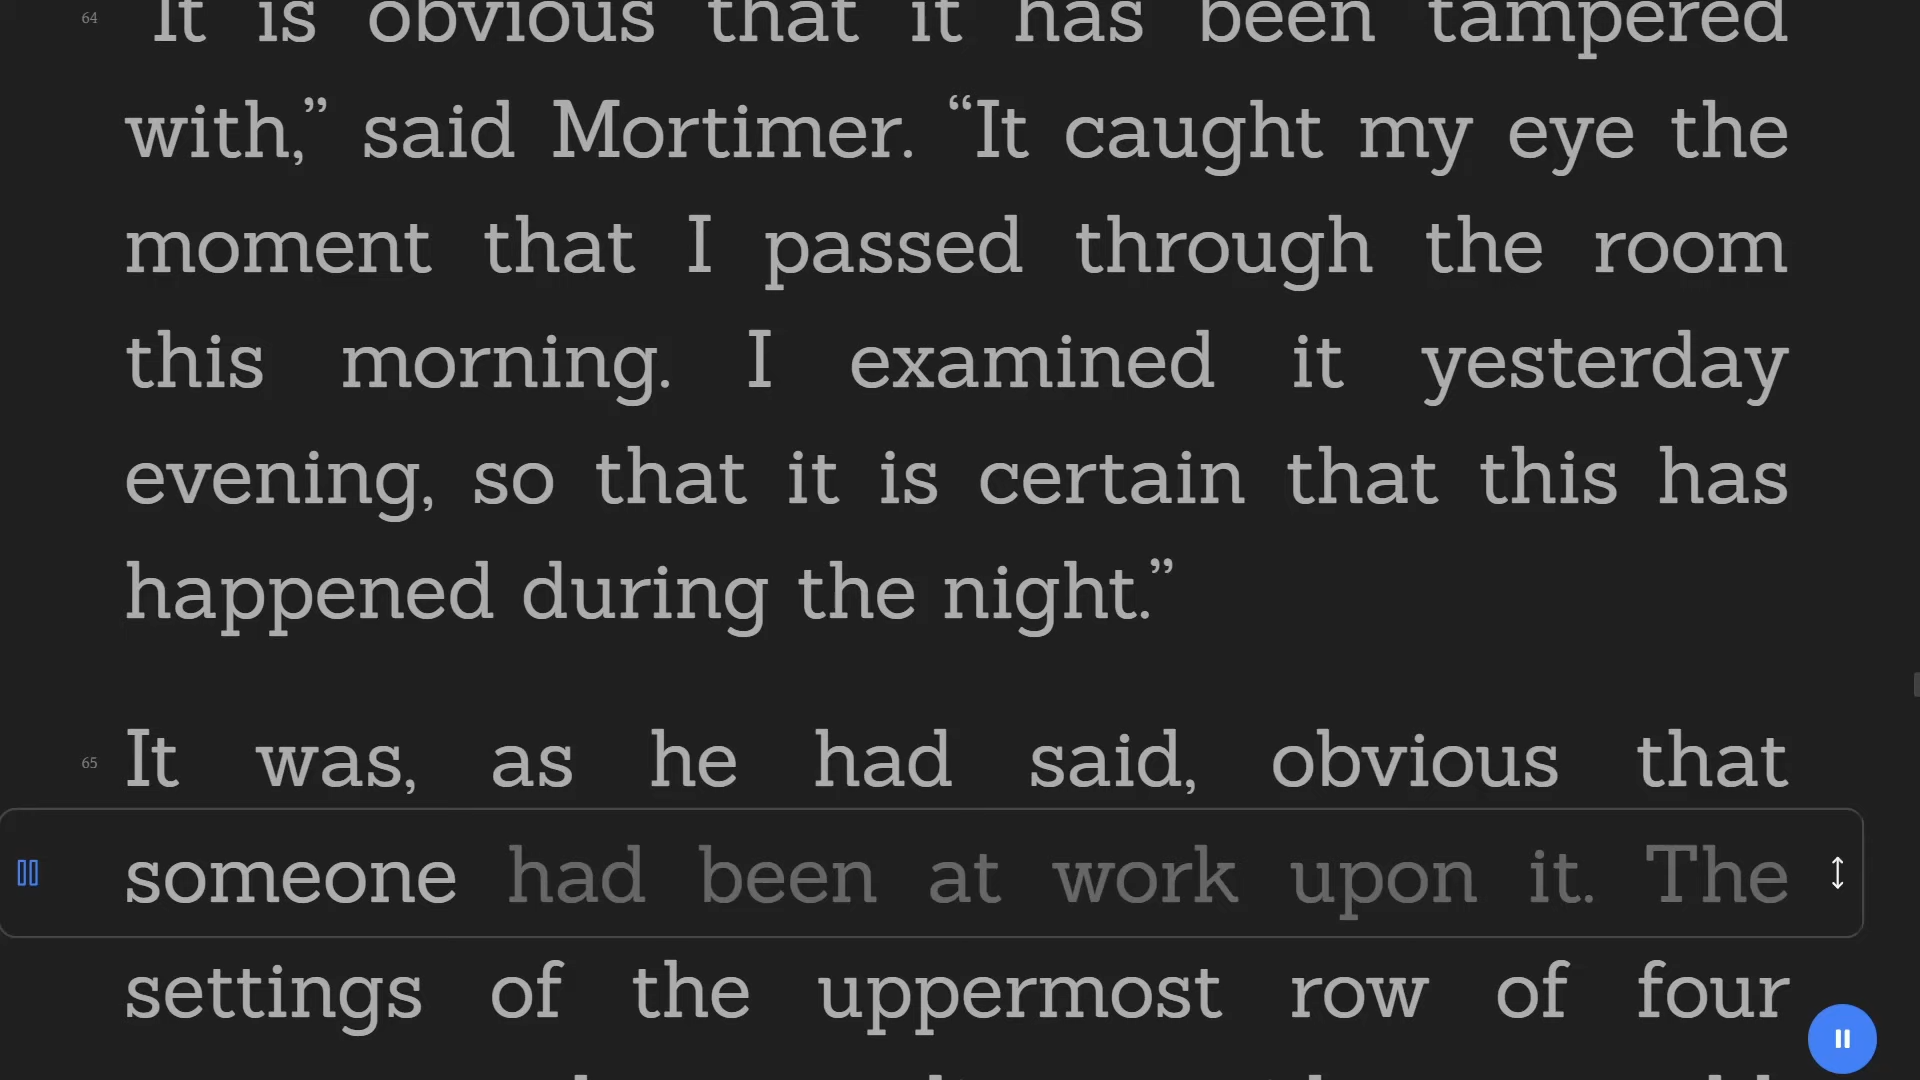 64
It is obvious that it has been tampered
with,” said Mortimer. “It caught my eye the
moment that I passed through the room
this morning. I examined it yesterday
evening, so that it is certain that this has
happened during the night.”
65
It was, as he had said, obvious that
someone had been at work upon it. The
settings of the uppermost row of four